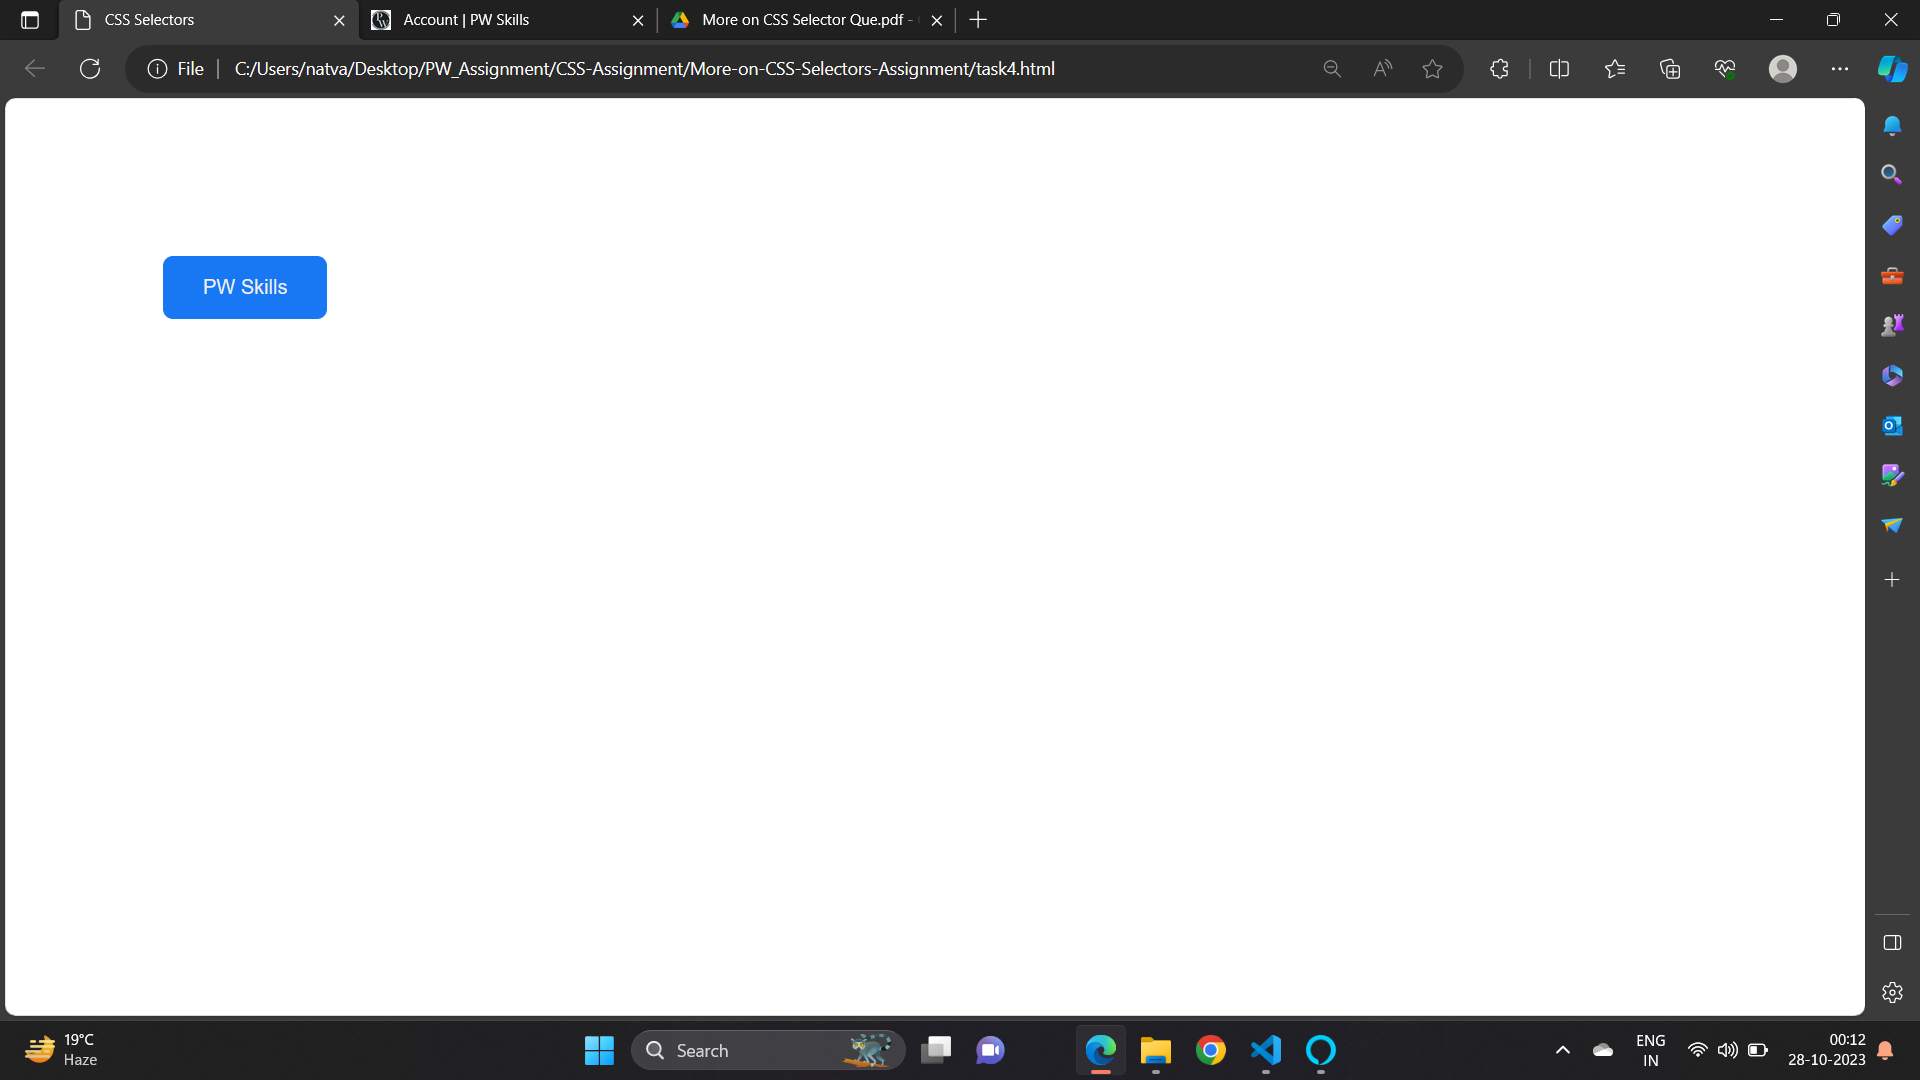 CSS Selectors
Account | PW Skills
More on CSS Selector Que.pdf -
File
C:/Users/natva/Desktop/PW_Assignment/CSS-Assignment/More-on-CSS-Selectors-Assignment/task4.html
PW Skills
19°C
Haze
Search
ENG
IN
00:12
28-10-2023